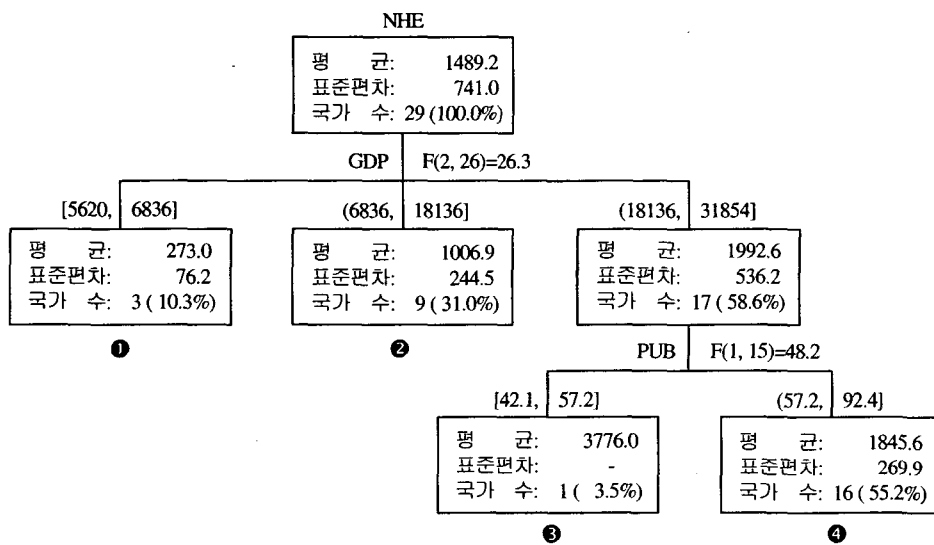 NHE
평 균: 1489.2
표준편차: 741.0
국가 수: 29 (100.0%)
GDP F(2, 26)=26.3
[5620, 6836]
평 균: 273.0
표준편차: 76.2
국가 수: 3 ( 10.3%)
❶
(6836, 18136]
평 균: 1006.9
표준편차: 244.5
국가 수: 9 ( 31.0%)
❷
(18136, 31854]
평 균: 1992.6
표준편차: 536.2
국가 수: 17 ( 58.6%)
PUB F(1, 15)=48.2
[42.1, 57.2]
평 균: 3776.0
표준편차: -
국가 수: 1 ( 3.5%)
❸
(57.2, 92.4]
평 균: 1845.6
표준편차: 269.9
국가 수: 16 ( 55.2%)
❹